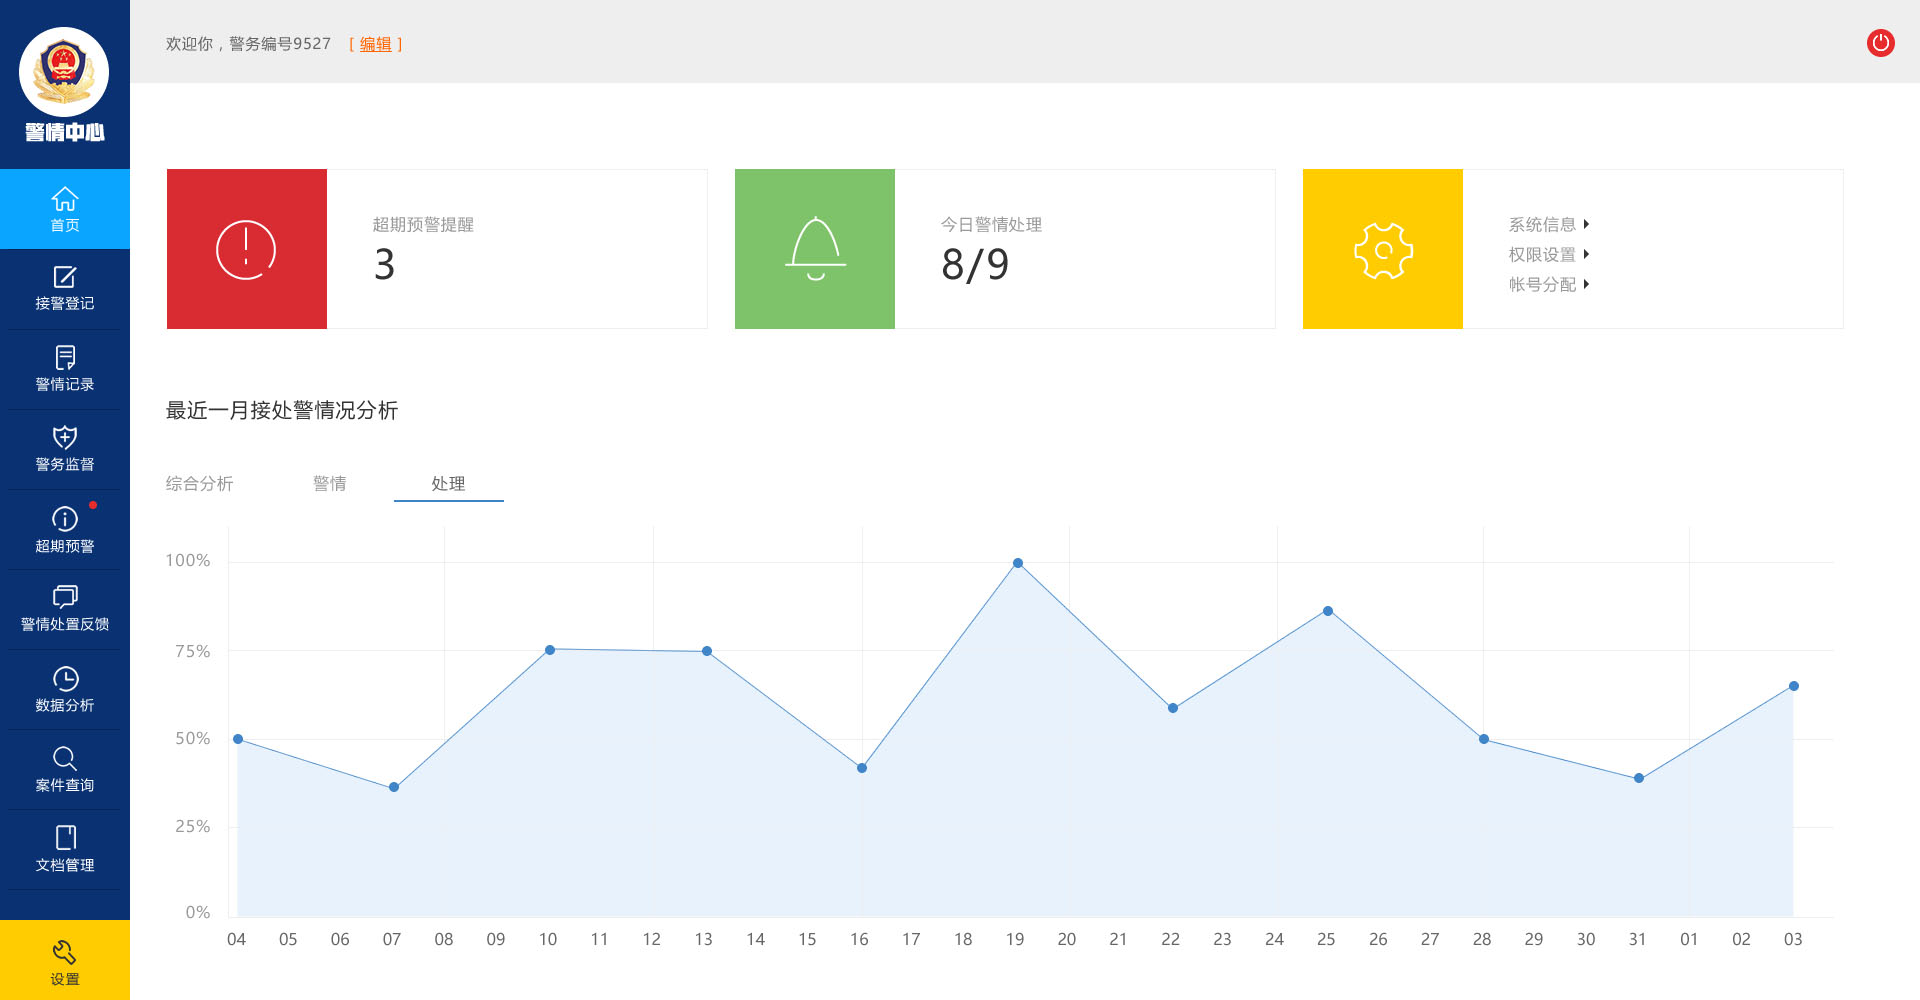 警情中心
首页
接警登记
警情记录
警务监督
超期预警
警情处置反馈
数据分析
案件查询
文档管理
设置
欢迎你，警务编号9527 [ 编辑 ]
超期预警提醒
3
今日警情处理
8/9
系统信息
权限设置
帐号分配
最近一月接处警情况分析
综合分析 警情 处理
100%
75%
50%
25%
0%
04 05 06 07 08 09 10 11 12 13 14 15 16 17 18 19 20 21 22 23 24 25 26 27 28 29 30 31 01 02 03